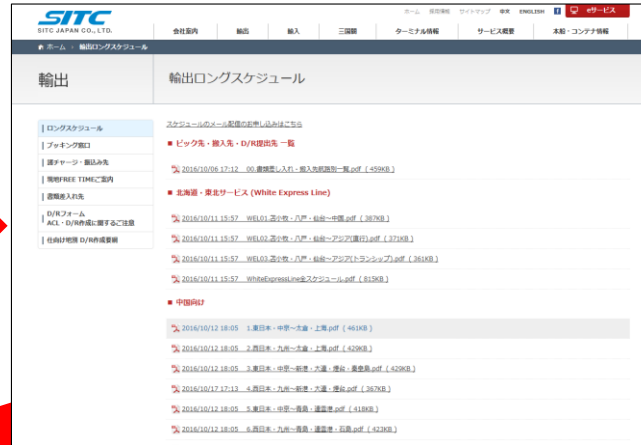 SITC
SITC JAPAN CO., LTD.
ホーム 採用情報 サイトマップ 中文 ENGLISH f eサービス
会社案内 輸出 輸入 三国間 ターミナル情報 サービス概要 本船・コンテナ情報
ホーム > 輸出ロングスケジュール
輸出
輸出ロングスケジュール
ロングスケジュール
ブッキング窓口
諸チャージ・振込み先
現地FREE TIMEご案内
書類差入れ先
D/Rフォーム
ACL・D/R作成に関するご注意
仕向け地別 D/R作成要領
スケジュールのメール配信のお申し込みはこちら
■ ピック先・搬入先・D/R提出先 一覧
2016/10/06 17:12 00.書類差し入れ・搬入先航路別一覧.pdf ( 459KB )
■ 北海道・東北サービス (White Express Line)
2016/10/11 15:57 WEL01.苫小牧・八戸・仙台～中国.pdf ( 387KB )
2016/10/11 15:57 WEL02.苫小牧・八戸・仙台～アジア(直行).pdf ( 371KB )
2016/10/11 15:57 WEL03.苫小牧・八戸・仙台～アジア(トランシップ).pdf ( 361KB )
2016/10/11 15:57 WhiteExpressLine全スケジュール.pdf ( 815KB )
■ 中国向け
2016/10/12 18:05 1.東日本・中京～太倉・上海.pdf ( 461KB )
2016/10/12 18:05 2.西日本・九州～太倉・上海.pdf ( 429KB )
2016/10/12 18:05 3.東日本・中京～新港・大連・煙台・秦皇島.pdf ( 429KB )
2016/10/17 17:13 4.西日本・九州～新港・大連・煙台.pdf ( 367KB )
2016/10/12 18:05 5.東日本・中京～青島・連雲港.pdf ( 418KB )
2016/10/12 18:05 6.西日本・九州～青島・連雲港・石島.pdf ( 423KB )